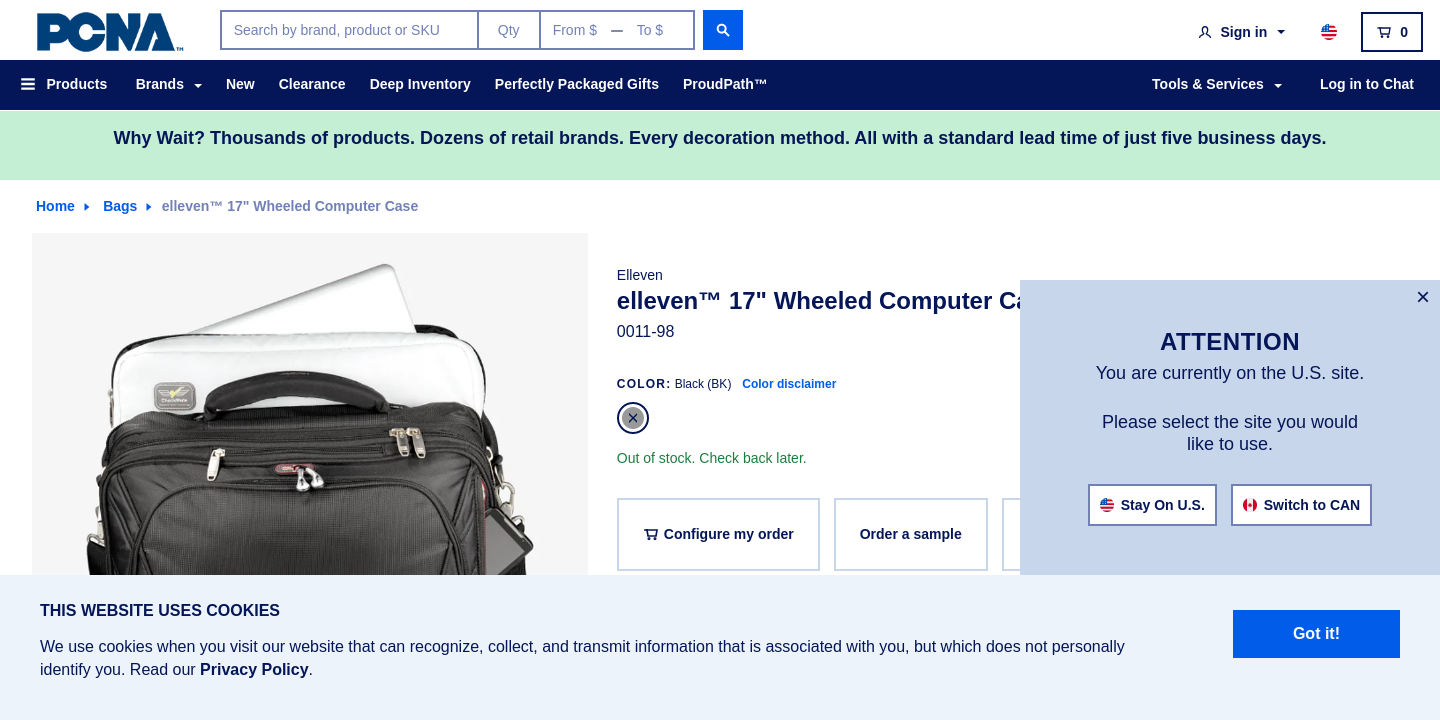 PCNA™
Search by brand, product or SKU
Qty
From $ — To $
Sign in
0
Products
Brands
New
Clearance
Deep Inventory
Perfectly Packaged Gifts
ProudPath™
Tools & Services
Log in to Chat
Why Wait? Thousands of products. Dozens of retail brands. Every decoration method. All with a standard lead time of just five business days.
Home
Bags
elleven™ 17" Wheeled Computer Case
Elleven
elleven™ 17" Wheeled Computer Ca
0011-98
COLOR: Black (BK) Color disclaimer
Out of stock. Check back later.
Configure my order
Order a sample
×
ATTENTION
You are currently on the U.S. site.
Please select the site you would
like to use.
Stay On U.S.
Switch to CAN
THIS WEBSITE USES COOKIES
We use cookies when you visit our website that can recognize, collect, and transmit information that is associated with you, but which does not personally
identify you. Read our Privacy Policy.
Got it!